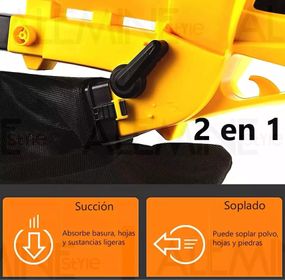 2 en 1
Succión
Absorbe basura, hojas
y sustancias ligeras
Soplado
Puede soplar polvo,
hojas y piedras